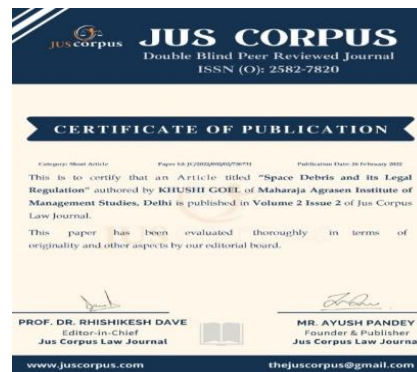 JUS CORPUS
JUS CORPUS
Double Blind Peer Reviewed Journal
ISSN (O): 2582-7820
CERTIFICATE OF PUBLICATION
Category: Short Article Paper Id: Publication Date: 26 February 2022
This is to certify that an Article titled "Space Debris and its Legal
Regulation" authored by KHUSHI GOEL of Maharaja Agrasen Institute of
Management Studies, Delhi is published in Volume 2 Issue 2 of Jus Corpus
Law Journal.
This paper has been evaluated thoroughly in terms of
originality and other aspects by our editorial board.
PROF. DR. RHISHIKESH DAVE
Editor-in-Chief
Jus Corpus Law Journal
MR. AYUSH PANDEY
Founder & Publisher
Jus Corpus Law Journa
www.juscorpus.com
thejuscorpus@gmail.com